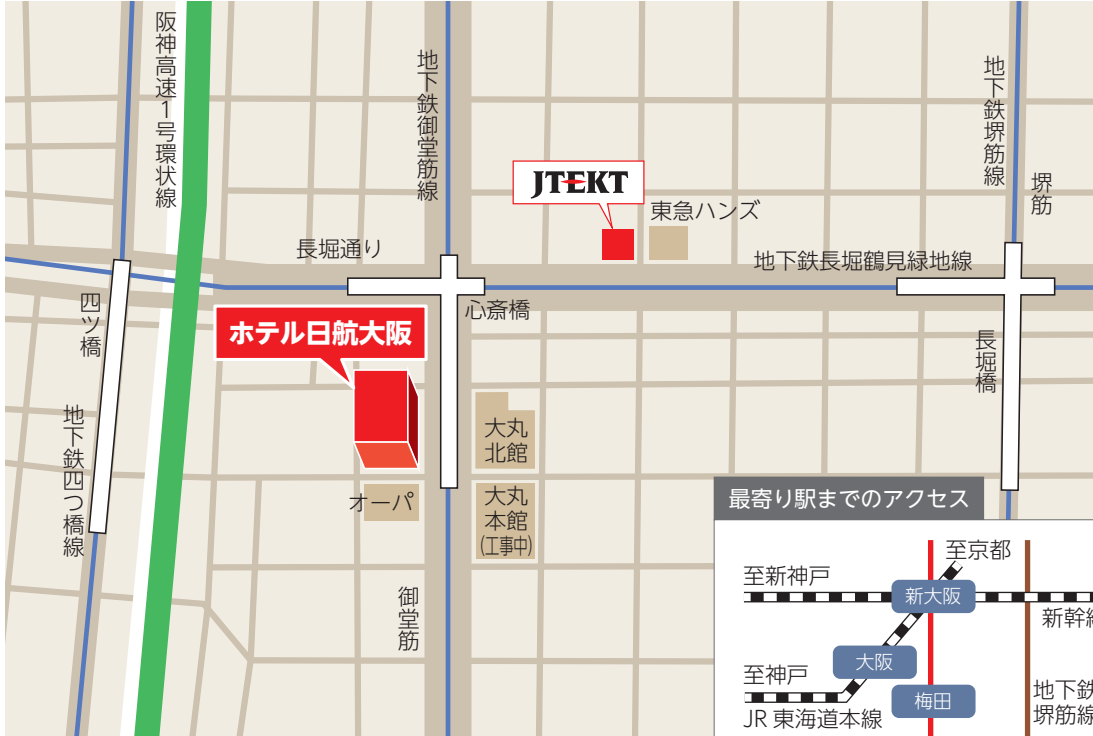 阪神高速1号環状線
地下鉄御堂筋線
地下鉄堺筋線
堺筋
JTEKT
東急ハンズ
長堀通り
地下鉄長堀鶴見緑地線
心斎橋
四ツ橋
ホテル日航大阪
長堀橋
地下鉄四つ橋線
大丸
北館
オーパ
大丸
本館
(工事中)
御堂筋
最寄り駅までのアクセス
至京都
至新神戸
新大阪
新幹線
大阪
至神戸
梅田
地下鉄
堺筋線
JR 東海道本線